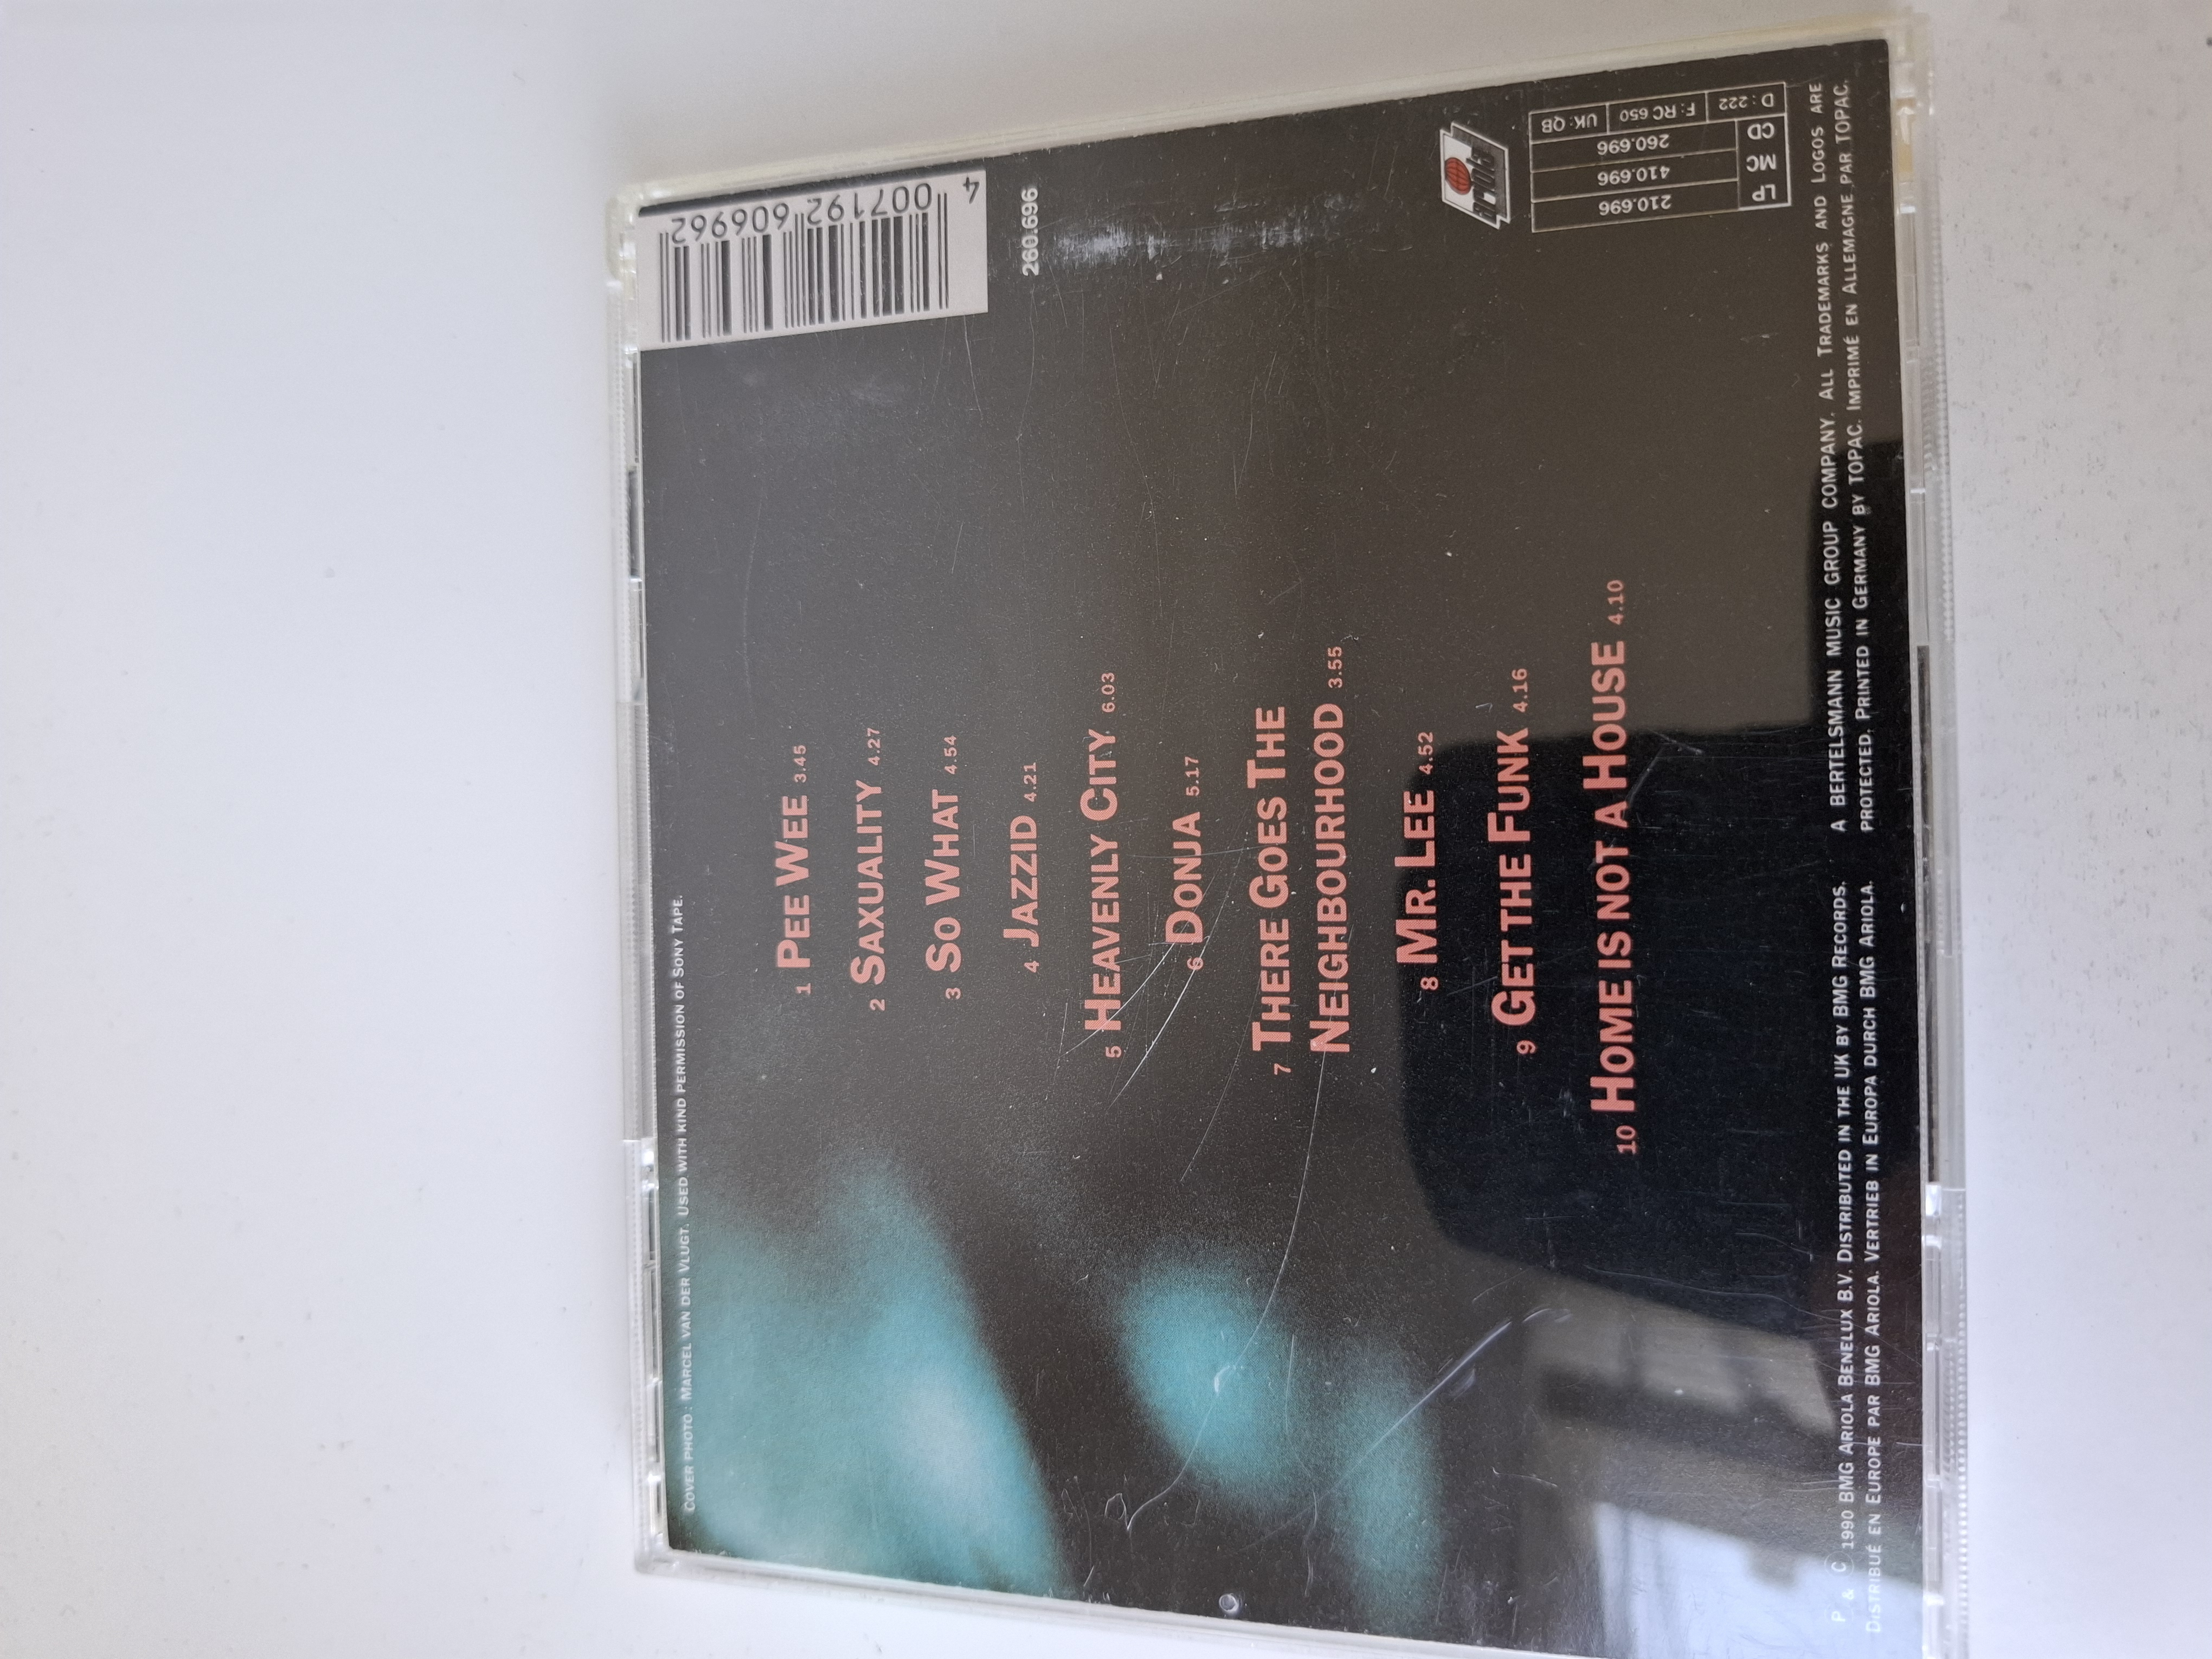 COVER PHOTO: MARCEL VAN DER VLUGT. USED WITH KIND PERMISSION OF SONY TAPE.
4 007192 606962
260.696
1 PEE WEE 3.45
2 SAXUALITY 4.27
3 SO WHAT 4.54
4 JAZZID 4.21
5 HEAVENLY CITY 6.03
6 DONJA 5.17
7 THERE GOES THE
NEIGHBOURHOOD 3.55
8 MR. LEE 4.52
9 GET THE FUNK 4.16
10 HOME IS NOT A HOUSE 4.10
ariola
LP 210.696
MC 410.696
CD 260.696
D: 222 F: RC 650 UK: QB
P & C 1990 BMG ARIOLA BENELUX B.V. DISTRIBUTED IN THE UK BY BMG RECORDS. A BERTELSMANN MUSIC GROUP COMPANY. ALL TRADEMARKS AND LOGOS ARE
DISTRIBUÉ EN EUROPE PAR BMG ARIOLA. VERTRIEB IN EUROPA DURCH BMG ARIOLA. PROTECTED. PRINTED IN GERMANY BY TOPAC. IMPRIMÉ EN ALLEMAGNE PAR TOPAC.